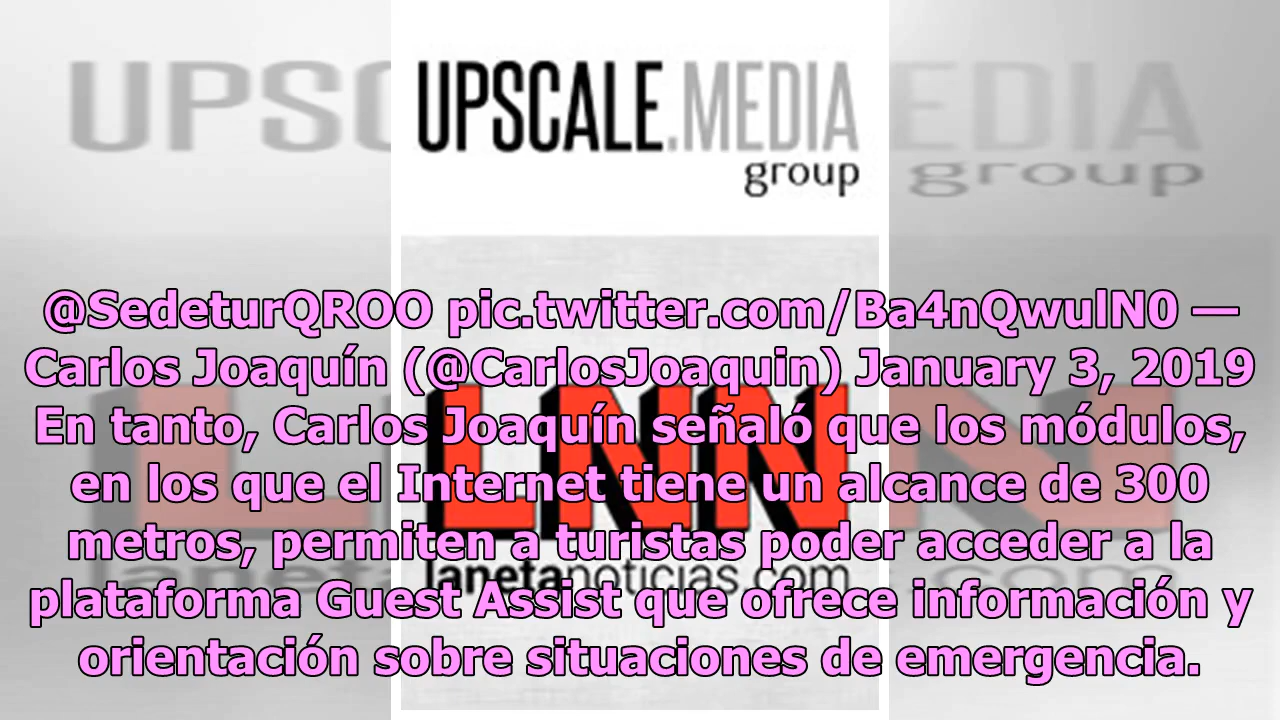 UPSCALE.MEDIA
group
@SedeturQROO pic.twitter.com/Ba4nQwulN0 —
Carlos Joaquín (@CarlosJoaquin) January 3, 2019
En tanto, Carlos Joaquín señaló que los módulos,
en los que el Internet tiene un alcance de 300
metros, permiten a turistas poder acceder a la
plataforma Guest Assist que ofrece información y
orientación sobre situaciones de emergencia.
LNN
lanetanoticias.com